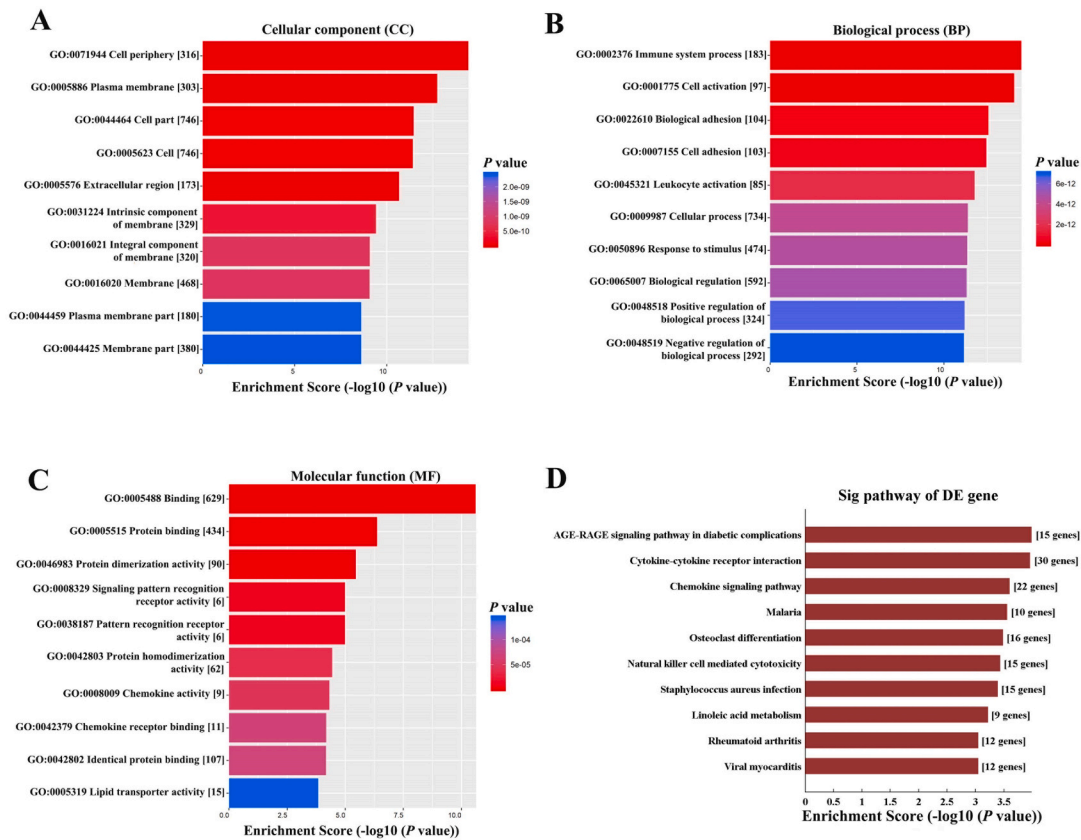 A
Cellular component (CC)
GO:0071944 Cell periphery [316]
GO:0005886 Plasma membrane [303]
GO:0044464 Cell part [746]
GO:0005623 Cell [746]
GO:0005576 Extracellular region [173]
GO:0031224 Intrinsic component
of membrane [329]
GO:0016021 Integral component
of membrane [320]
GO:0016020 Membrane [468]
GO:0044459 Plasma membrane part [180]
GO:0044425 Membrane part [380]
0 5 10
Enrichment Score (-log10 (P value))
P value
2.0e-09
1.5e-09
1.0e-09
5.0e-10
B
Biological process (BP)
GO:0002376 Immune system process [183]
GO:0001775 Cell activation [97]
GO:0022610 Biological adhesion [104]
GO:0007155 Cell adhesion [103]
GO:0045321 Leukocyte activation [85]
GO:0009987 Cellular process [734]
GO:0050896 Response to stimulus [474]
GO:0065007 Biological regulation [592]
GO:0048518 Positive regulation of
biological process [324]
GO:0048519 Negative regulation of
biological process [292]
0 5 10
Enrichment Score (-log10 (P value))
P value
6e-12
4e-12
2e-12
C
Molecular function (MF)
GO:0005488 Binding [629]
GO:0005515 Protein binding [434]
GO:0046983 Protein dimerization activity [90]
GO:0008329 Signaling pattern recognition
receptor activity [6]
GO:0038187 Pattern recognition receptor
activity [6]
GO:0042803 Protein homodimerization
activity [62]
GO:0008009 Chemokine activity [9]
GO:0042379 Chemokine receptor binding [11]
GO:0042802 Identical protein binding [107]
GO:0005319 Lipid transporter activity [15]
0.0 2.5 5.0 7.5 10.0
Enrichment Score (-log10 (P value))
P value
1e-04
5e-05
D
Sig pathway of DE gene
AGE-RAGE signaling pathway in diabetic complications [15 genes]
Cytokine-cytokine receptor interaction [30 genes]
Chemokine signaling pathway [22 genes]
Malaria [10 genes]
Osteoclast differentiation [16 genes]
Natural killer cell mediated cytotoxicity [15 genes]
Staphylococcus aureus infection [15 genes]
Linoleic acid metabolism [9 genes]
Rheumatoid arthritis [12 genes]
Viral myocarditis [12 genes]
0 0.5 1 1.5 2 2.5 3 3.5
Enrichment Score (-log10 (P value))